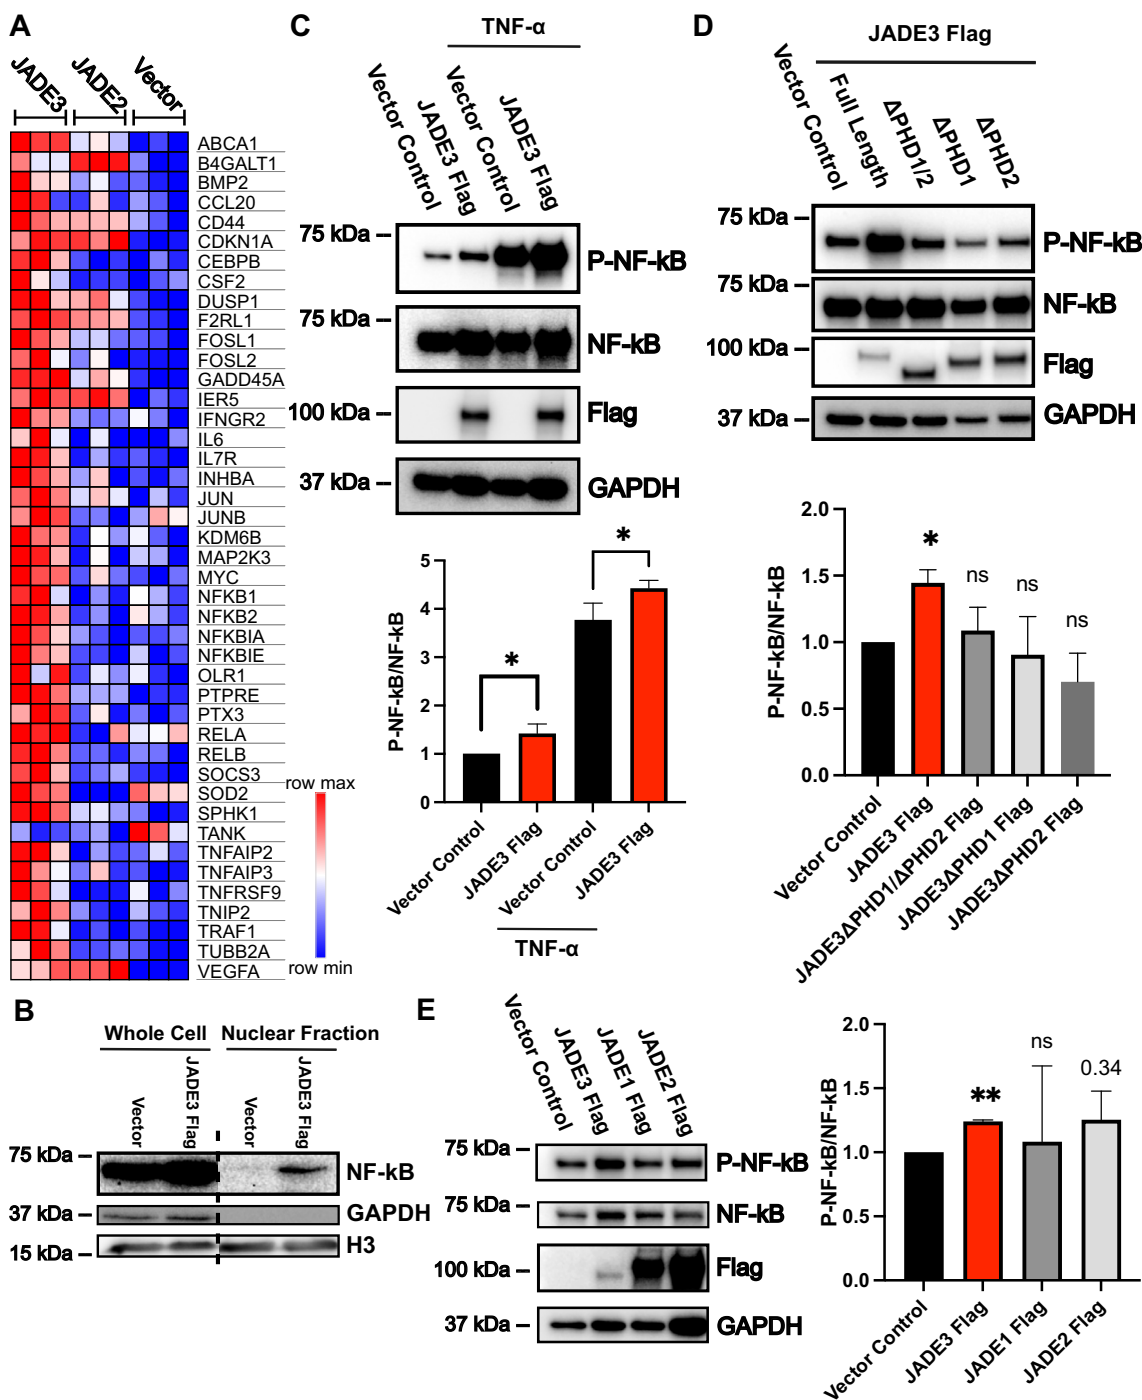 A
JADE3
JADE2
Vector
ABCA1
B4GALT1
BMP2
CCL20
CD44
CDKN1A
CEBPB
CSF2
DUSP1
F2RL1
FOSL1
FOSL2
GADD45A
IER5
IFNGR2
IL6
IL7R
INHBA
JUN
JUNB
KDM6B
MAP2K3
MYC
NFKB1
NFKB2
NFKBIA
NFKBIE
OLR1
PTPRE
PTX3
RELA
RELB
SOCS3
SOD2
SPHK1
TANK
TNFAIP2
TNFAIP3
TNFRSF9
TNIP2
TRAF1
TUBB2A
VEGFA
row max
row min
B
Whole Cell
Nuclear Fraction
Vector
JADE3 Flag
Vector
JADE3 Flag
75 kDa
NF-kB
37 kDa
GAPDH
15 kDa
H3
C
TNF-α
Vector Control
JADE3 Flag
Vector Control
JADE3 Flag
75 kDa
P-NF-kB
75 kDa
NF-kB
100 kDa
Flag
37 kDa
GAPDH
P-NF-kB/NF-kB
5
4
3
2
1
0
*
*
Vector Control
JADE3 Flag
Vector Control
JADE3 Flag
TNF-α
D
JADE3 Flag
Vector Control
Full Length
ΔPHD1/2
ΔPHD1
ΔPHD2
75 kDa
P-NF-kB
75 kDa
NF-kB
100 kDa
Flag
37 kDa
GAPDH
P-NF-kB/NF-kB
2.0
1.5
1.0
0.5
0.0
*
ns
ns
ns
Vector Control
JADE3 Flag
JADE3ΔPHD1/ΔPHD2 Flag
JADE3ΔPHD1 Flag
JADE3ΔPHD2 Flag
E
Vector Control
JADE3 Flag
JADE1 Flag
JADE2 Flag
75 kDa
P-NF-kB
75 kDa
NF-kB
100 kDa
Flag
37 kDa
GAPDH
P-NF-kB/NF-kB
2.0
1.5
1.0
0.5
0.0
**
ns
0.34
Vector Control
JADE3 Flag
JADE1 Flag
JADE2 Flag